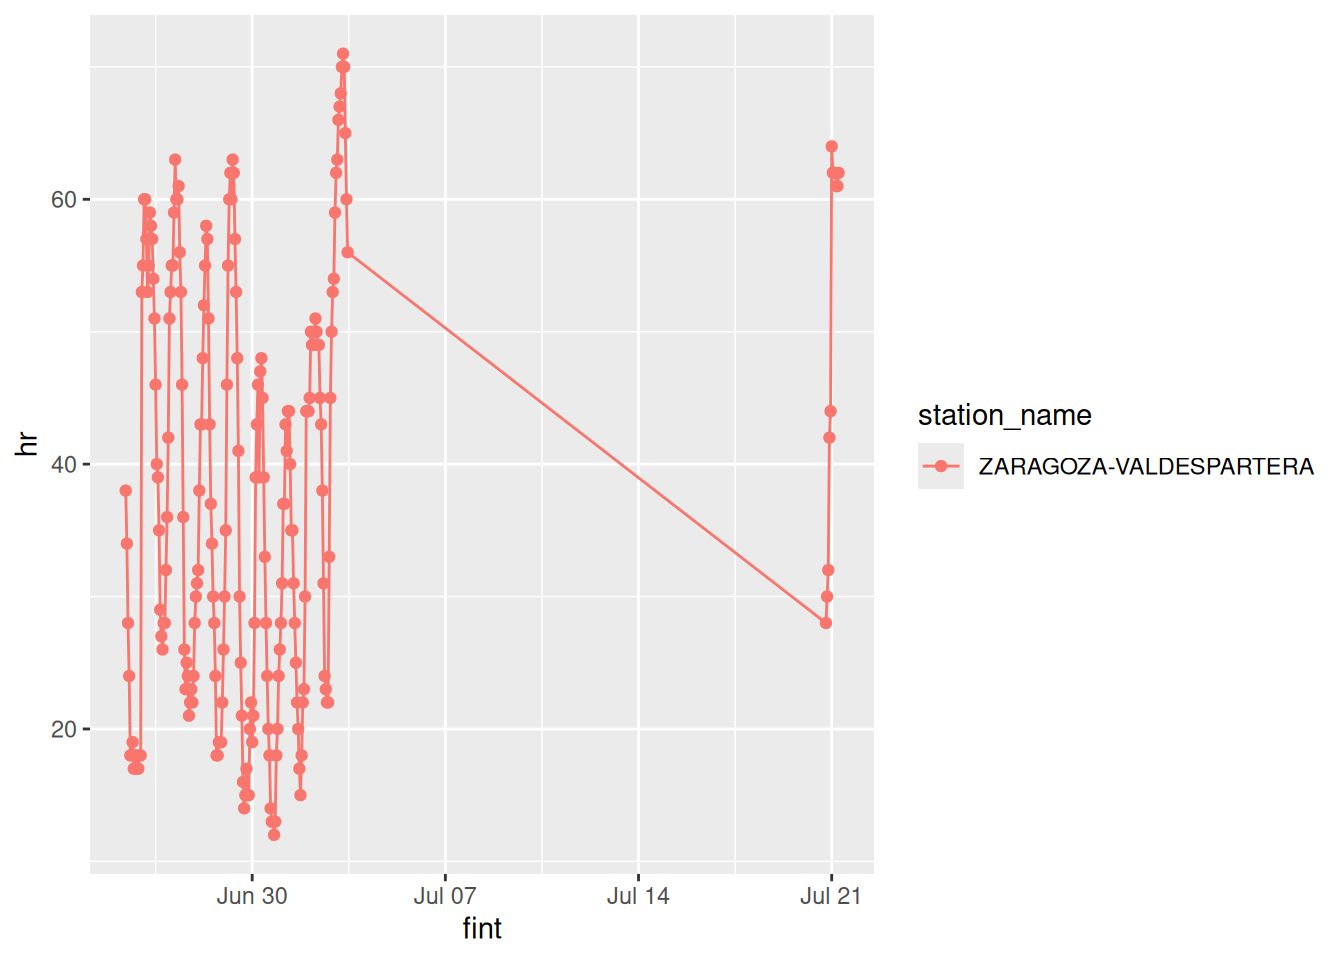 60
40
20
hr
Jun 30
Jul 07
Jul 14
Jul 21
fint
station_name
ZARAGOZA-VALDESPARTERA